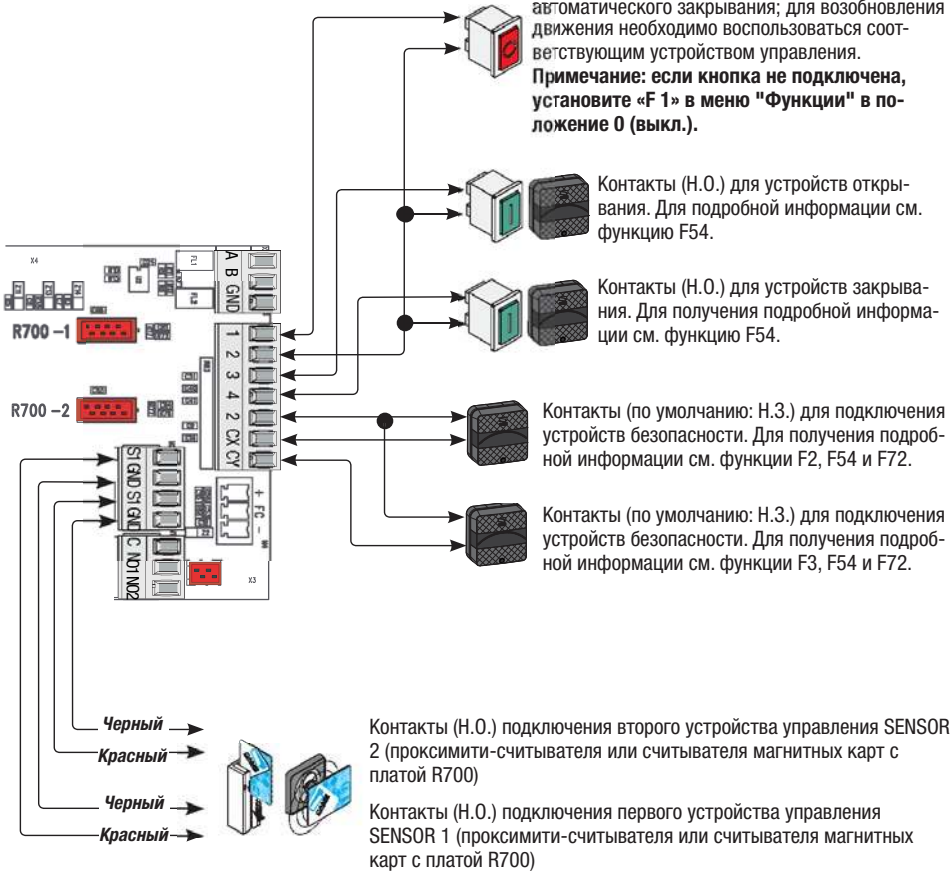 автоматического закрывания; для возобновления
движения необходимо воспользоваться соот-
ветствующим устройством управления.
Примечание: если кнопка не подключена,
установите «F 1» в меню "Функции" в по-
ложение 0 (выкл.).
Контакты (Н.О.) для устройств откры-
вания. Для подробной информации см.
функцию F54.
Контакты (Н.О.) для устройств закрыва-
ния. Для получения подробной информа-
ции см. функцию F54.
Контакты (по умолчанию: Н.З.) для подключения
устройств безопасности. Для получения подроб-
ной информации см. функции F2, F54 и F72.
Контакты (по умолчанию: Н.З.) для подключения
устройств безопасности. Для получения подроб-
ной информации см. функции F3, F54 и F72.
X4
FL1
A B GND
R700 –1
1 2 3 4 2 CX CY
R700 –2
S1 GND S1 GND
+ FC -
C NO1 NO2
X3
Черный
Красный
Черный
Красный
Контакты (Н.О.) подключения второго устройства управления SENSOR
2 (проксимити-считывателя или считывателя магнитных карт с
платой R700)
Контакты (Н.О.) подключения первого устройства управления
SENSOR 1 (проксимити-считывателя или считывателя магнитных
карт с платой R700)